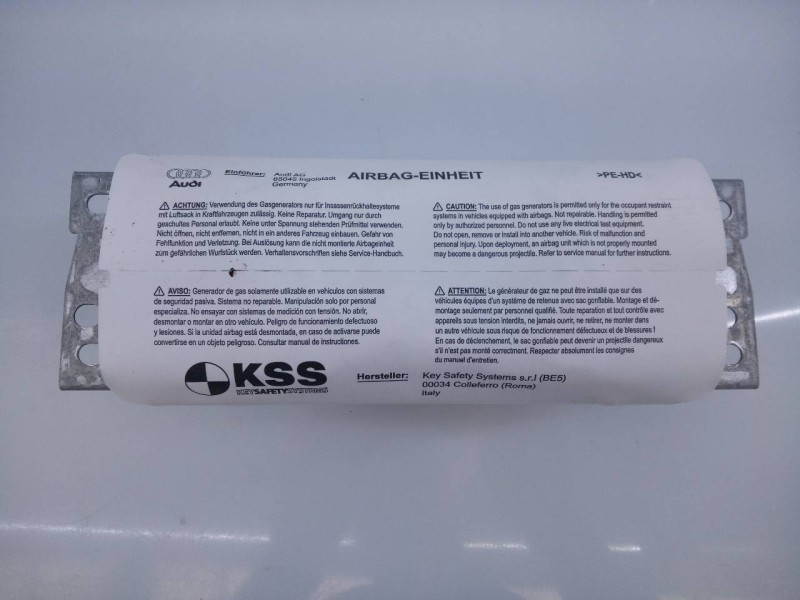 Audi
Einführer: Audi AG
85045 Ingolstadt
Germany
AIRBAG-EINHEIT
>PE-HD<
ACHTUNG: Verwendung des Gasgenerators nur für Insassenrückhaltesysteme
mit Luftsack in Kraftfahrzeugen zulässig. Keine Reparatur. Umgang nur durch
geschultes Personal erlaubt. Keine unter Spannung stehenden Prüfmittel verwenden.
Nicht öffnen, nicht entfernen, nicht in ein anderes Fahrzeug einbauen. Gefahr von
Fehlfunktion und Verletzung. Bei Auslösung kann die nicht montierte Airbageinheit
zum gefährlichen Wurfstück werden. Verhaltensvorschriften siehe Service-Handbuch.
CAUTION: The use of gas generators is permitted only for the occupant restraint
systems in vehicles equipped with airbags. Not repairable. Handling is permitted
only by authorized personnel. Do not use any live electrical test equipment.
Do not open, remove or install into another vehicle. Risk of malfunction and
personal injury. Upon deployment, an airbag unit which is not properly mounted
may become a dangerous projectile. Refer to service manual for further instructions.
AVISO: Generador de gas solamente utilizable en vehículos con sistemas
de seguridad pasiva. Sistema no reparable. Manipulación solo por personal
especializa. No ensayar con sistemas de medición con tensión. No abrir,
desmontar o montar en otro vehículo. Peligro de funcionamiento defectuoso
y lesiones. Si la unidad airbag está desmontada, en caso de activarse puede
convertirse en un objeto peligroso. Consultar manual de instrucciones.
ATTENTION: Le générateur de gaz ne peut être installé que sur des
véhicules équipes d'un système de retenue avec sac gonflable. Montage et dé-
montage seulement par personnel qualifié. Toute reparation et tout contrôle avec
appareils sous tension interdits, ne jamais ouvrir, ne retirer, ne monter dans
un autre véhicule sous risque de fonctionnement défectueux et de blessures !
En cas de déclenchement, le sac gonflable peut devenir un projectile dangereux
s'il n'est pas monté correctement. Respecter absolument les consignes
du manuel d'entretien.
KSS
KEYSAFETYSYSTEMS
Hersteller: Key Safety Systems s.r.l (BE5)
00034 Colleferro (Roma)
Italy